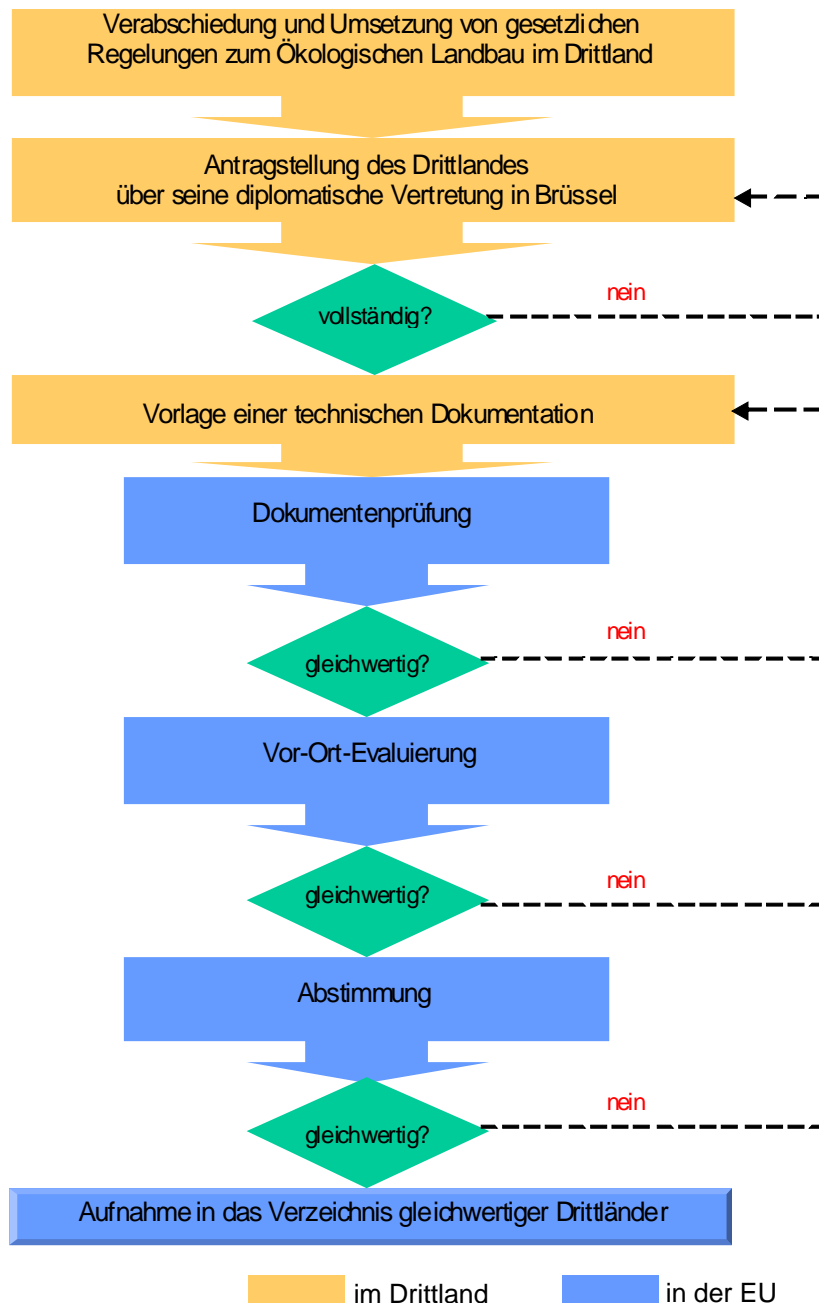 Verabschiedung und Umsetzung von gesetzlichen
Regelungen zum Ökologischen Landbau im Drittland
Antragstellung des Drittlandes
über seine diplomatische Vertretung in Brüssel
vollständig?
nein
Vorlage einer technischen Dokumentation
Dokumentenprüfung
gleichwertig?
nein
Vor-Ort-Evaluierung
gleichwertig?
nein
Abstimmung
gleichwertig?
nein
Aufnahme in das Verzeichnis gleichwertiger Drittländer
im Drittland
in der EU